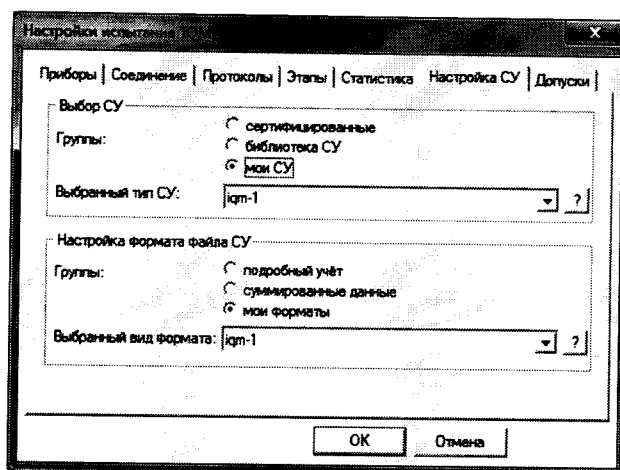 Настройки испытания IQM
Приборы Соединение Протоколы Этапы Статистика Настройка СУ Допуски
Выбор СУ
Группы:
сертифицированные
библиотека СУ
мои СУ
Выбранный тип СУ:
iqm-1
?
Настройка формата файла СУ
Группы:
подробный учёт
суммированные данные
мои форматы
Выбранный вид формата:
iqm-1
?
OK
Отмена